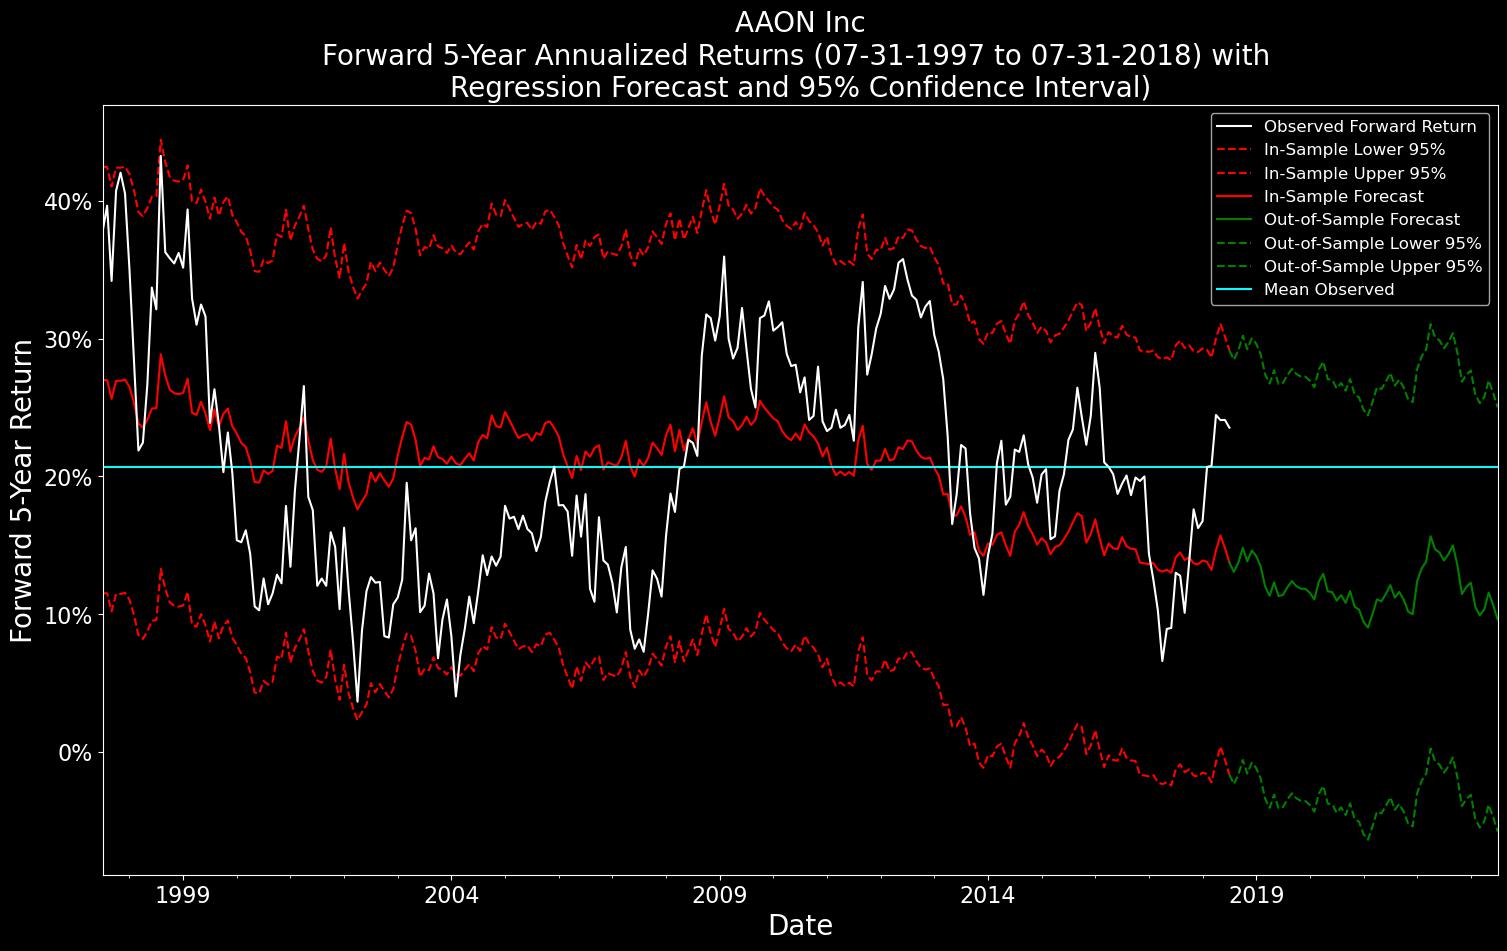 AAON Inc
Forward 5-Year Annualized Returns (07-31-1997 to 07-31-2018) with
Regression Forecast and 95% Confidence Interval)
Observed Forward Return
In-Sample Lower 95%
In-Sample Upper 95%
In-Sample Forecast
Out-of-Sample Forecast
Out-of-Sample Lower 95%
Out-of-Sample Upper 95%
Mean Observed
Forward 5-Year Return
40%
30%
20%
10%
0%
1999
2004
2009
2014
2019
Date